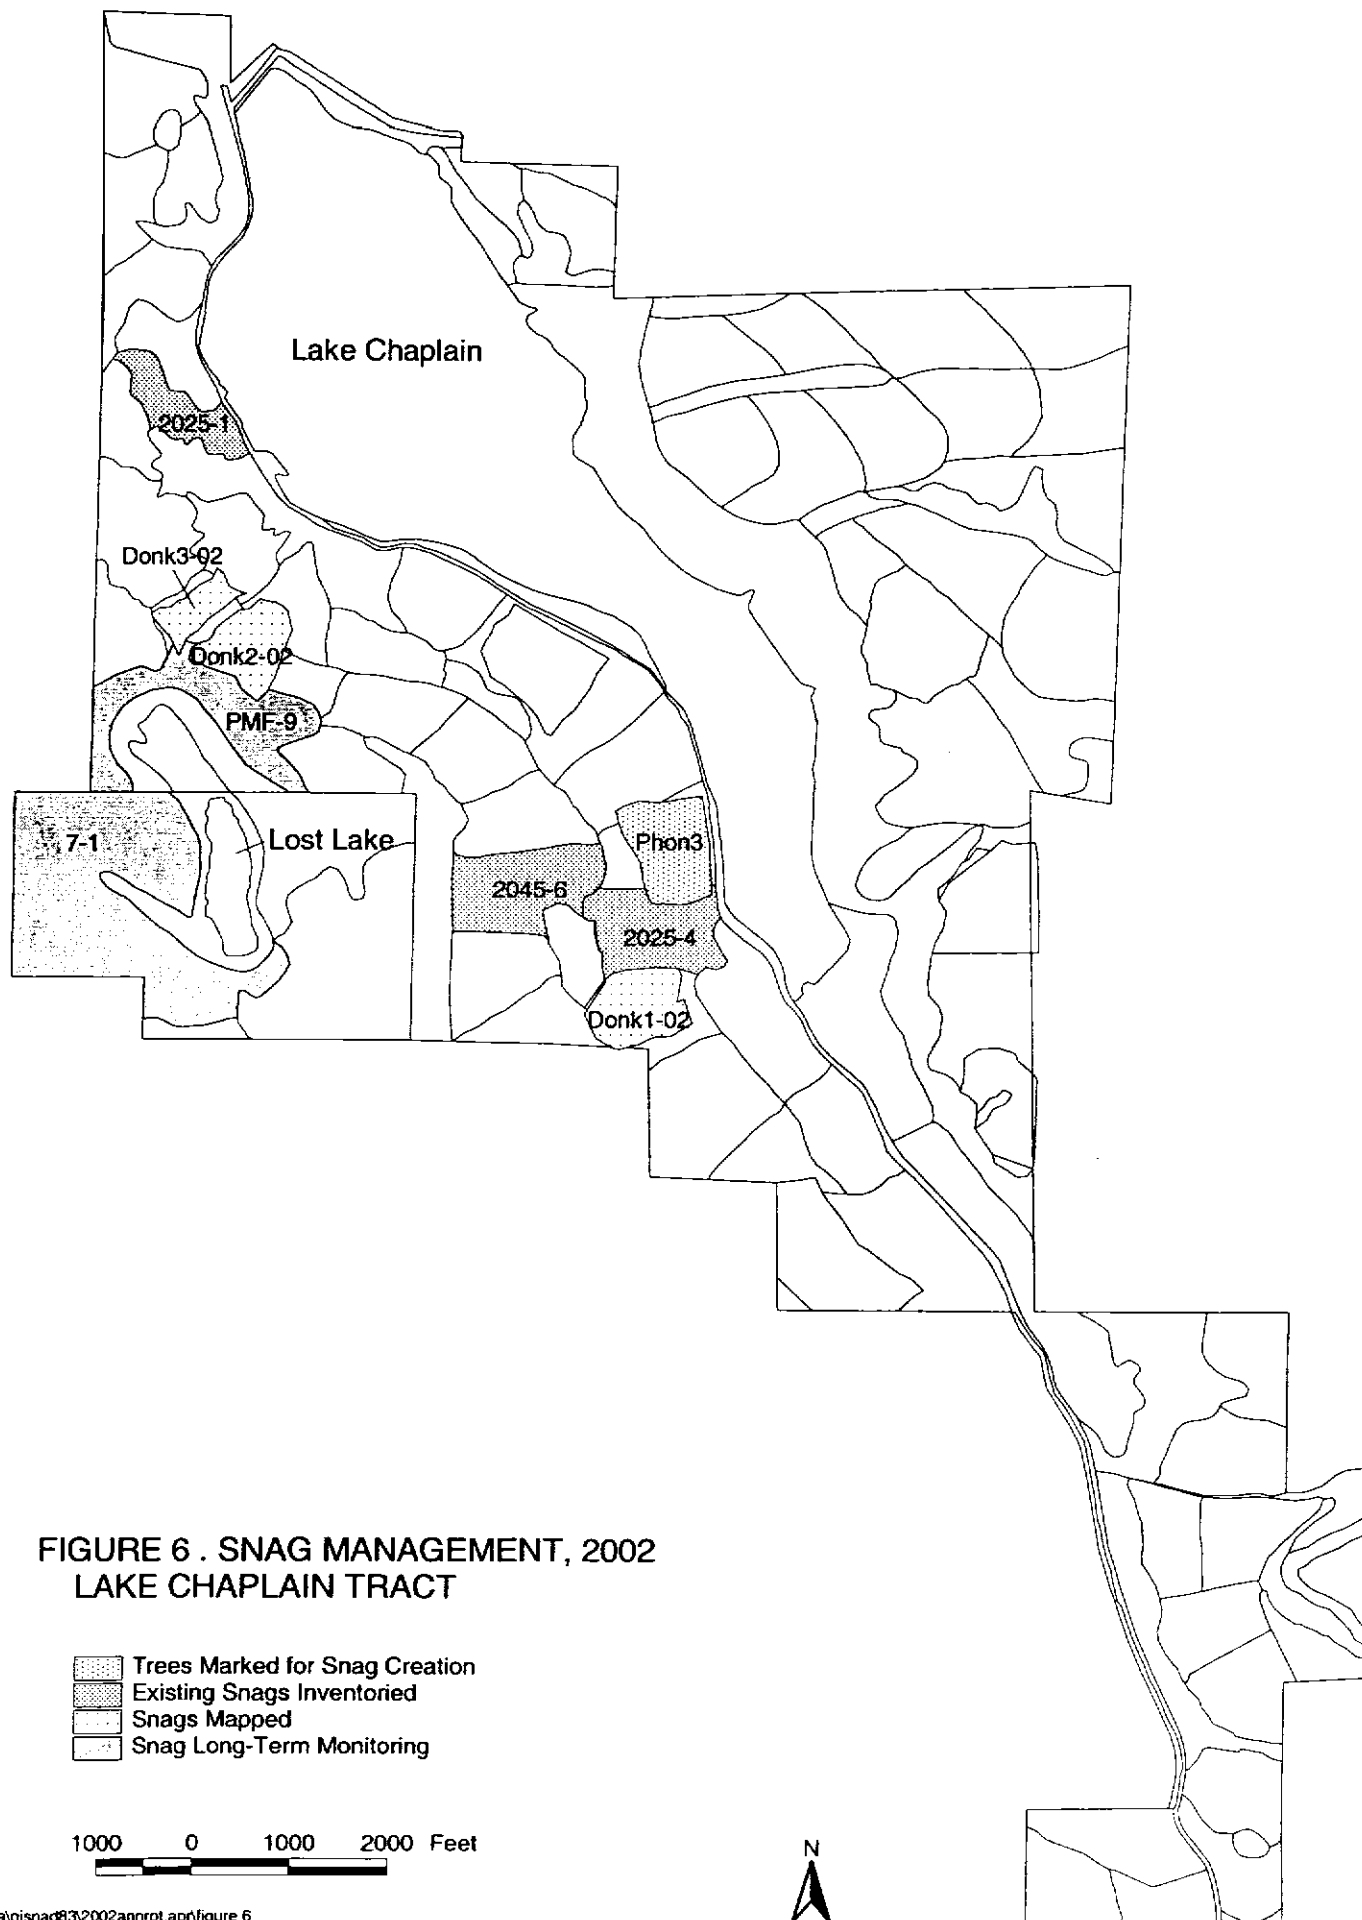 Lake Chaplain
2025-1
Donk3-02
Donk2-02
PMF-9
7-1
Lost Lake
Phon3
2045-6
2025-4
Donk1-02
FIGURE 6 . SNAG MANAGEMENT, 2002
LAKE CHAPLAIN TRACT
Trees Marked for Snag Creation
Existing Snags Inventoried
Snags Mapped
Snag Long-Term Monitoring
1000 0 1000 2000 Feet
N